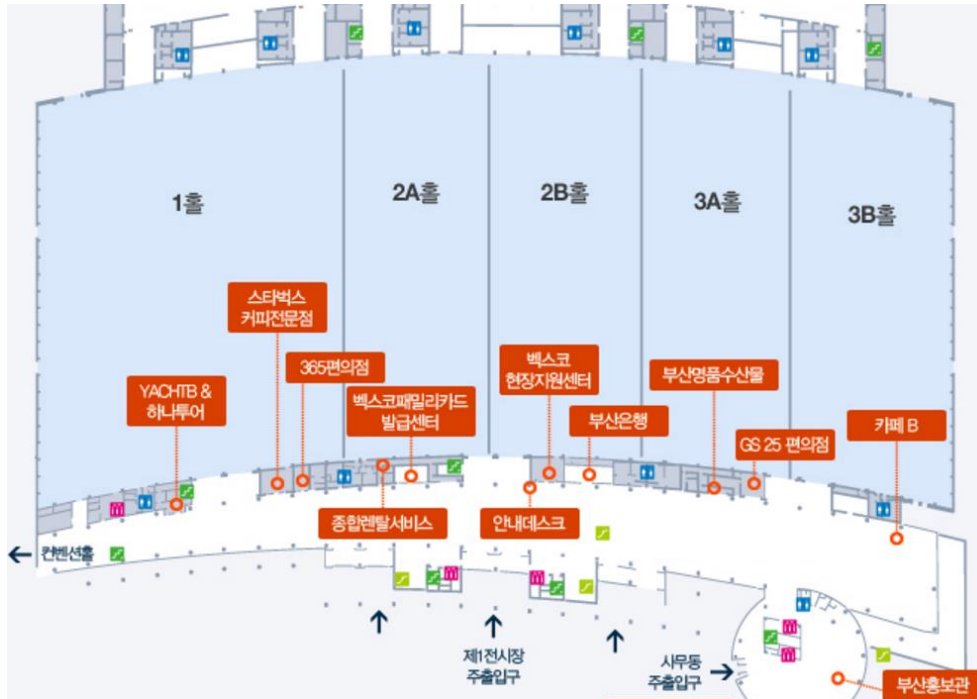 1홀
2A홀
2B홀
3A홀
3B홀
스타벅스
커피전문점
365편의점
YACHTB &
하나투어
벡스코패밀리카드
발급센터
벡스코
현장지원센터
부산은행
부산명품수산물
GS 25 편의점
카페 B
종합렌탈서비스
안내데스크
컨벤션홀
제1전시장
주출입구
사무동
주출입구
부산홍보관